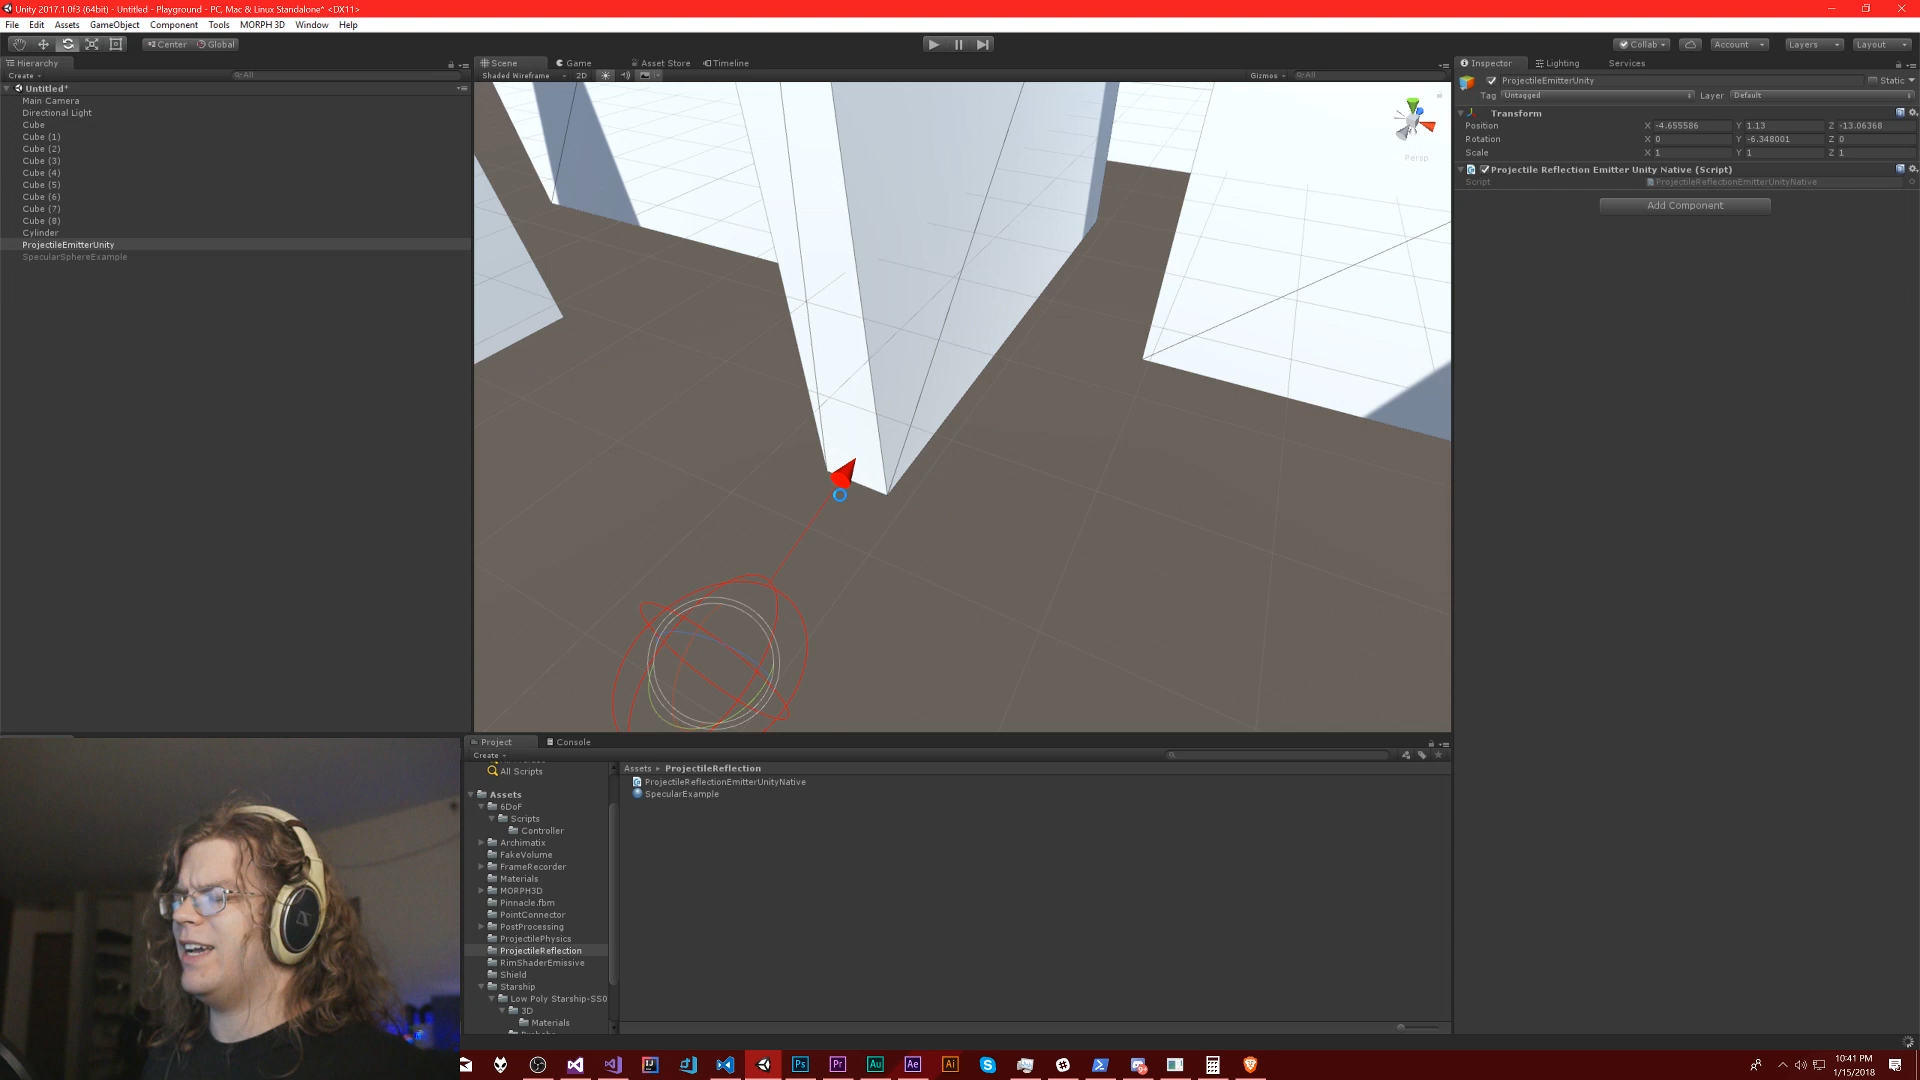 Unity 2017.1.0f3 (64bit) - Untitled - Playground - PC, Mac & Linux Standalone* <DX11>
File Edit Assets GameObject Component Tools MORPH 3D Window Help
Center Global
Collab
Account
Layers
Layout
Hierarchy
Create
All
Untitled*
Main Camera
Directional Light
Cube
Cube (1)
Cube (2)
Cube (3)
Cube (4)
Cube (5)
Cube (6)
Cube (7)
Cube (8)
Cylinder
ProjectileEmitterUnity
SpecularSphereExample
Scene
Game
Asset Store
Timeline
Shaded Wireframe
2D
Gizmos
All
Persp
Inspector
Lighting
Services
ProjectileEmitterUnity
Static
Tag Untagged
Layer Default
Transform
Position X -4.655586 Y 1.13 Z -13.06368
Rotation X 0 Y -6.348001 Z 0
Scale X 1 Y 1 Z 1
Projectile Reflection Emitter Unity Native (Script)
Script ProjectileReflectionEmitterUnityNative
Add Component
Project
Console
Create
All Scripts
Assets
6DoF
Scripts
Controller
Archimatix
FakeVolume
FrameRecorder
Materials
MORPH3D
Pinnacle.fbm
PointConnector
PostProcessing
ProjectilePhysics
ProjectileReflection
RimShaderEmissive
Shield
Starship
Low Poly Starship-SS0
3D
Materials
Assets ▸ ProjectileReflection
ProjectileReflectionEmitterUnityNative
SpecularExample
IJ
Ps
Pr
Au
Ae
Ai
10:41 PM
1/15/2018